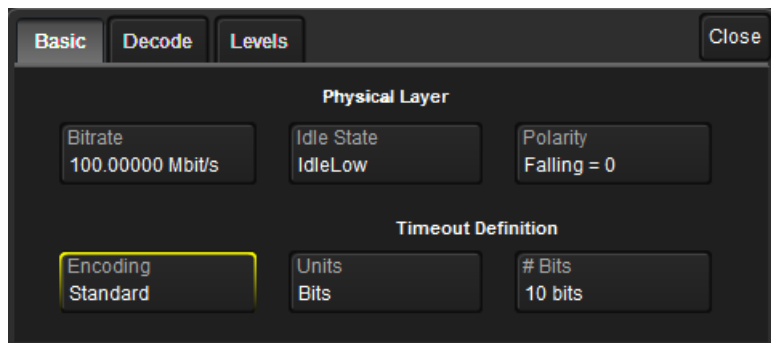 Basic Decode Levels Close
Physical Layer
Bitrate Idle State Polarity
100.00000 Mbit/s IdleLow Falling = 0
Timeout Definition
Encoding Units # Bits
Standard Bits 10 bits